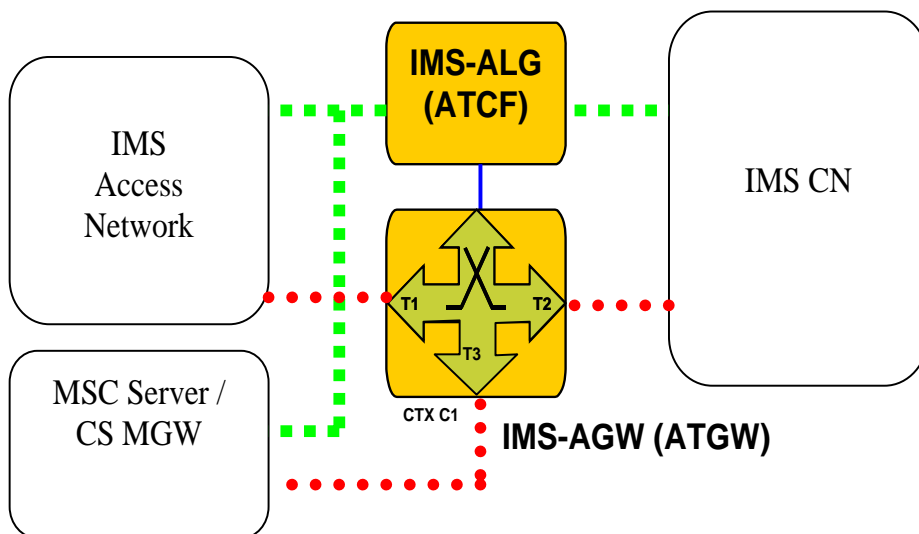 IMS-ALG
(ATCF)
IMS
Access
Network
IMS CN
T1
T2
T3
MSC Server /
CS MGW
CTX C1
IMS-AGW (ATGW)